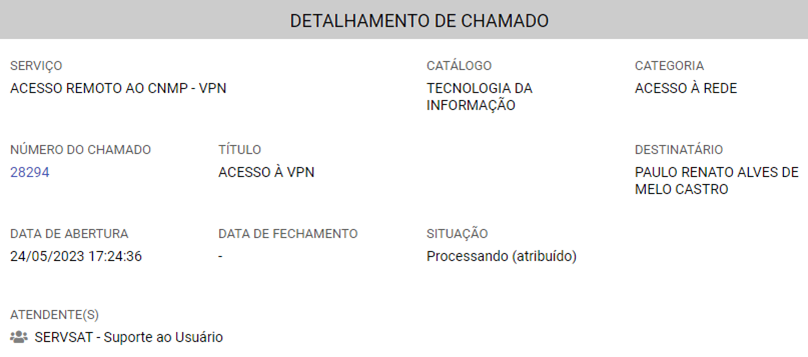 DETALHAMENTO DE CHAMADO
SERVIÇO
ACESSO REMOTO AO CNMP - VPN
CATÁLOGO
TECNOLOGIA DA
INFORMAÇÃO
CATEGORIA
ACESSO À REDE
NÚMERO DO CHAMADO
28294
TÍTULO
ACESSO À VPN
DESTINATÁRIO
PAULO RENATO ALVES DE
MELO CASTRO
DATA DE ABERTURA
24/05/2023 17:24:36
DATA DE FECHAMENTO
-
SITUAÇÃO
Processando (atribuído)
ATENDENTE(S)
SERVSAT - Suporte ao Usuário